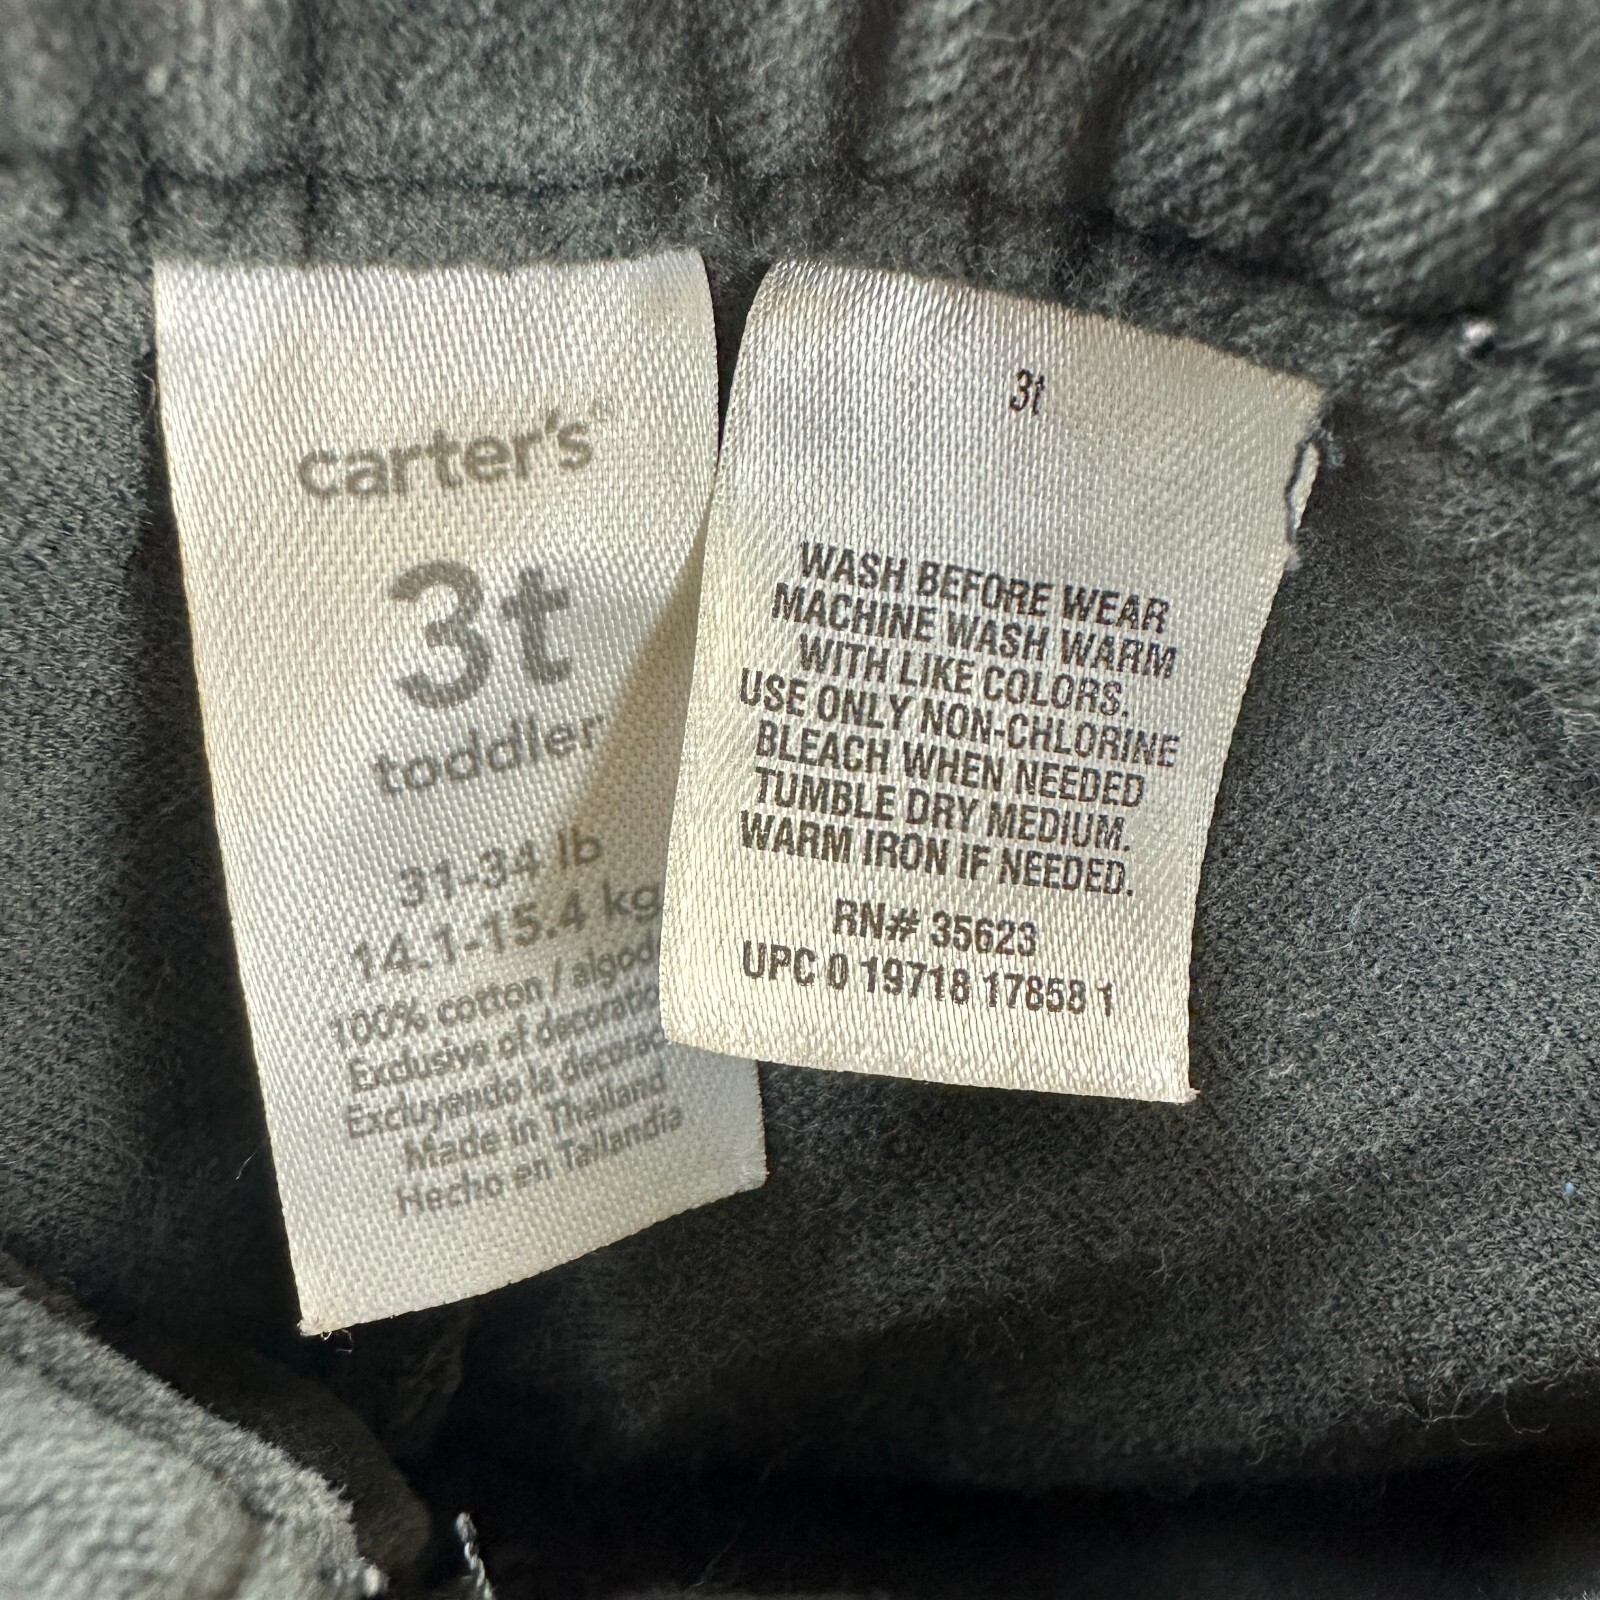 carter's
3t
toddler
31-34 lb
14.1-15.4 kg
100% cotton / algod
Exclusive of decorati
Excluyendo la decorac
Made in Thailand
Hecho en Tailandia
3t
WASH BEFORE WEAR
MACHINE WASH WARM
WITH LIKE COLORS.
USE ONLY NON-CHLORINE
BLEACH WHEN NEEDED
TUMBLE DRY MEDIUM.
WARM IRON IF NEEDED.
RN# 35623
UPC 0 19718 17858 1